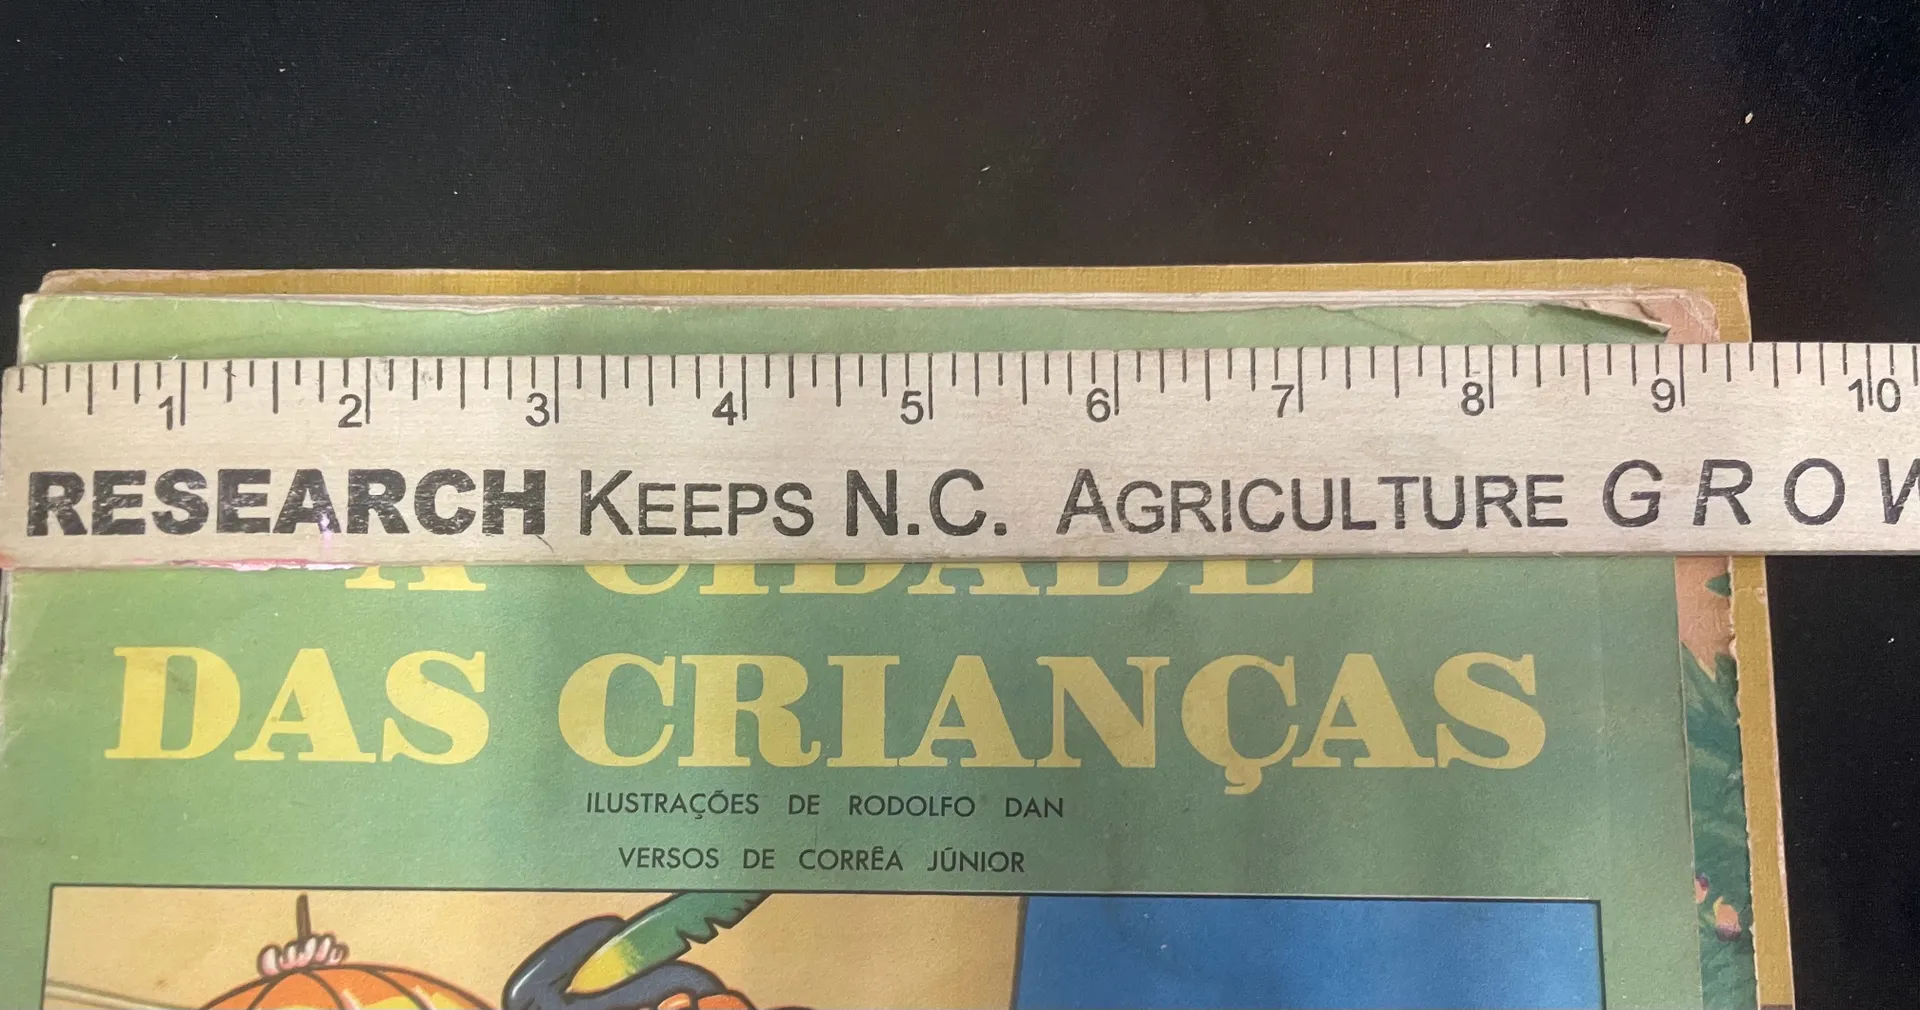 1 2 3 4 5 6 7 8 9 10
RESEARCH KEEPS N.C. AGRICULTURE GROW
A CIDADE
DAS CRIANÇAS
ILUSTRAÇÕES DE RODOLFO DAN
VERSOS DE CORRÊA JÚNIOR